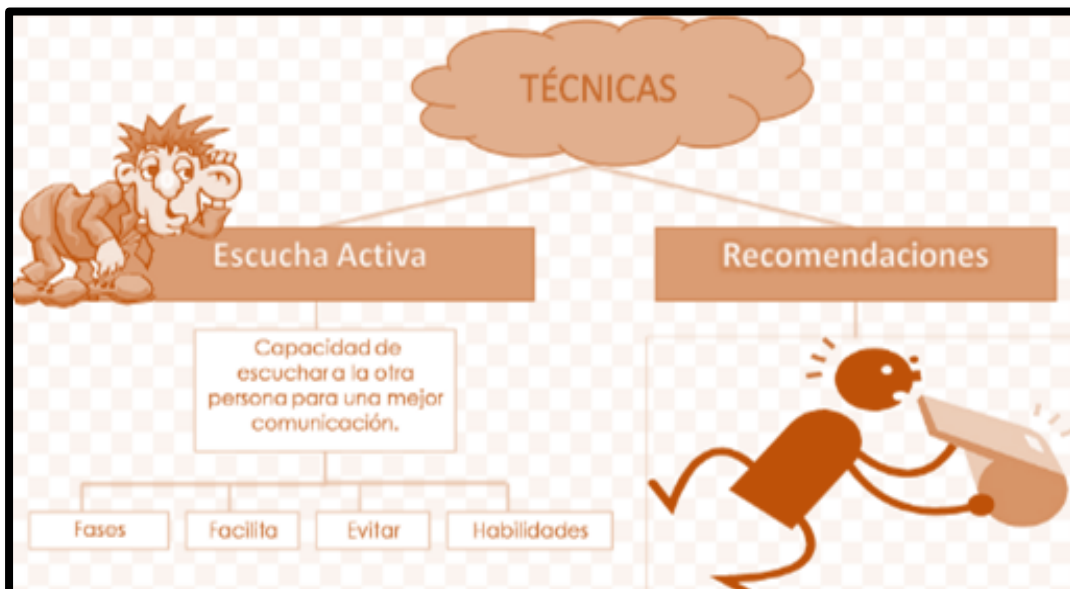 TÉCNICAS
Escucha Activa
Recomendaciones
Capacidad de
escuchar a la otra
persona para una mejor
comunicación.
Fases
Facilita
Evitar
Habilidades